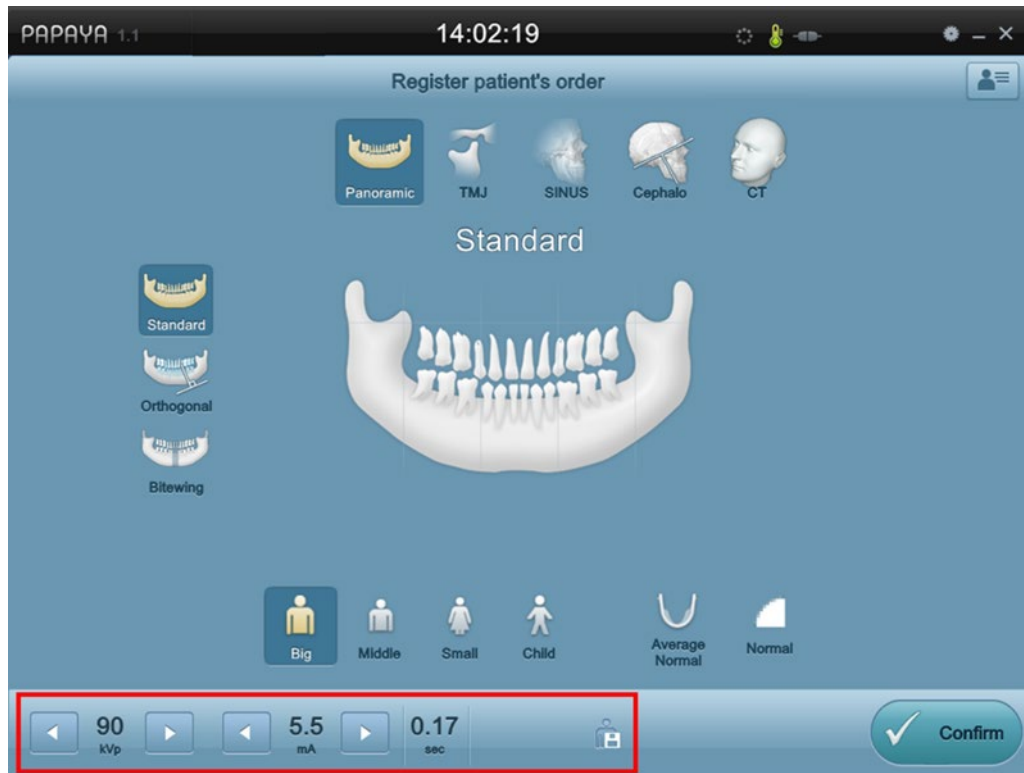 PAPAYA 1.1
14:02:19
Register patient's order
Panoramic
TMJ
SINUS
Cephalo
CT
Standard
Standard
Orthogonal
Bitewing
Big
Middle
Small
Child
Average
Normal
Normal
90
kVp
5.5
mA
0.17
sec
Confirm